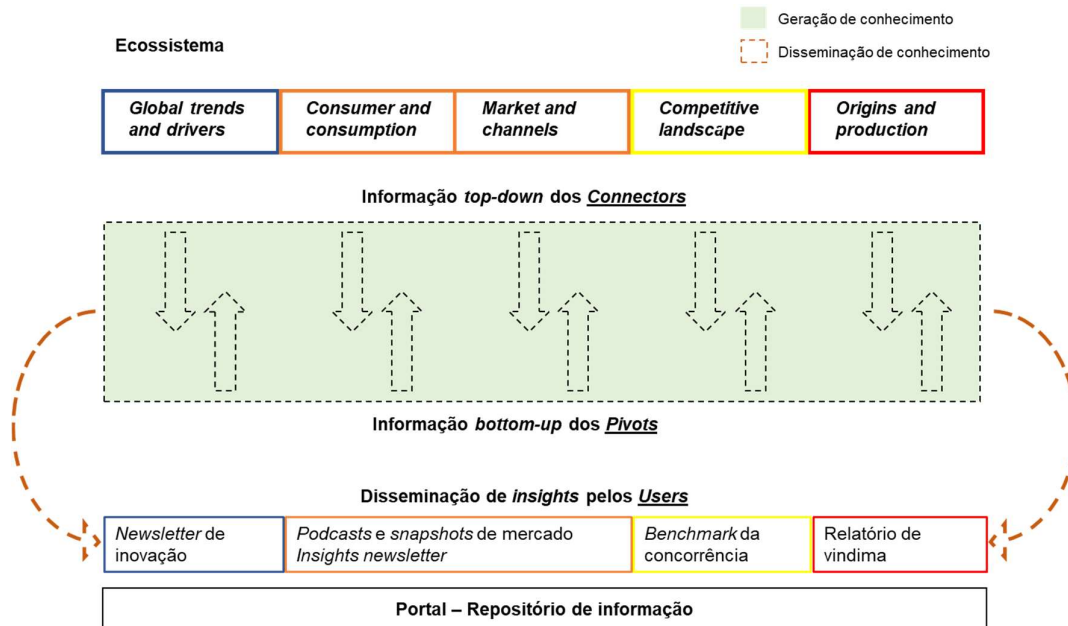 Geração de conhecimento
Ecossistema
Disseminação de conhecimento
Global trends
and drivers
Consumer and
consumption
Market and
channels
Competitive
landscape
Origins and
production
Informação top-down dos Connectors
Informação bottom-up dos Pivots
Disseminação de insights pelos Users
Newsletter de
inovação
Podcasts e snapshots de mercado
Insights newsletter
Benchmark da
concorrência
Relatório de
vindima
Portal – Repositório de informação